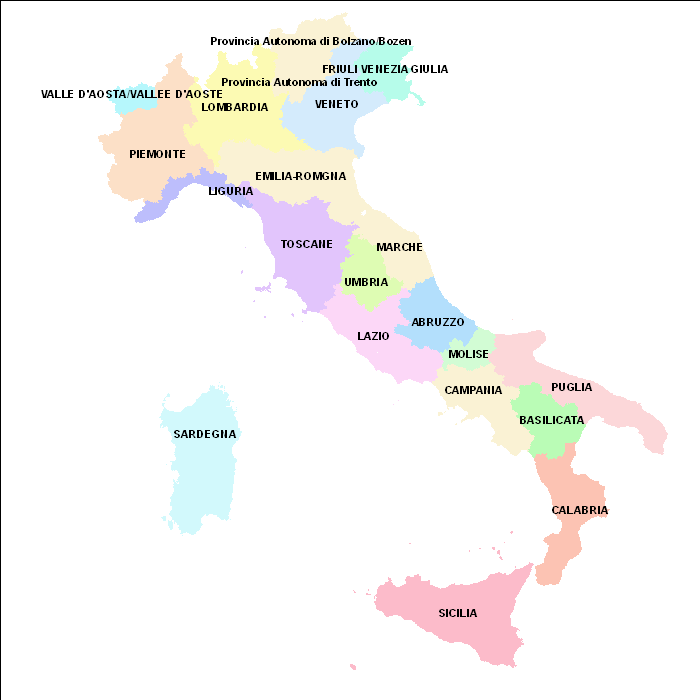 Provincia Autonoma di Bolzano/Bozen
FRIULI VENEZIA GIULIA
Provincia Autonoma di Trento
VALLE D'AOSTA/VALLEE D'AOSTE
LOMBARDIA
VENETO
PIEMONTE
EMILIA-ROMGNA
LIGURIA
TOSCANE
MARCHE
UMBRIA
ABRUZZO
LAZIO
MOLISE
CAMPANIA
PUGLIA
BASILICATA
SARDEGNA
CALABRIA
SICILIA